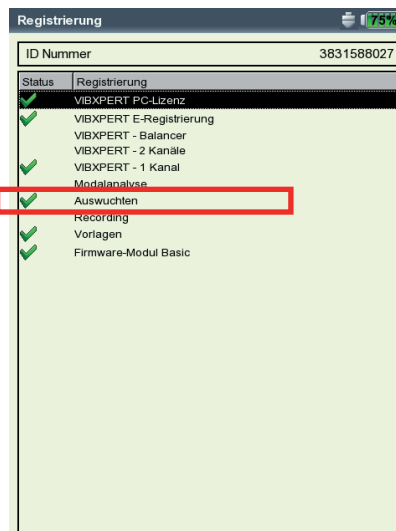 Registrierung 75%
ID Nummer 3831588027
Status Registrierung
VIBXPERT PC-Lizenz
VIBXPERT E-Registrierung
VIBXPERT - Balancer
VIBXPERT - 2 Kanäle
VIBXPERT - 1 Kanal
Modalanalyse
Auswuchten
Recording
Vorlagen
Firmware-Modul Basic